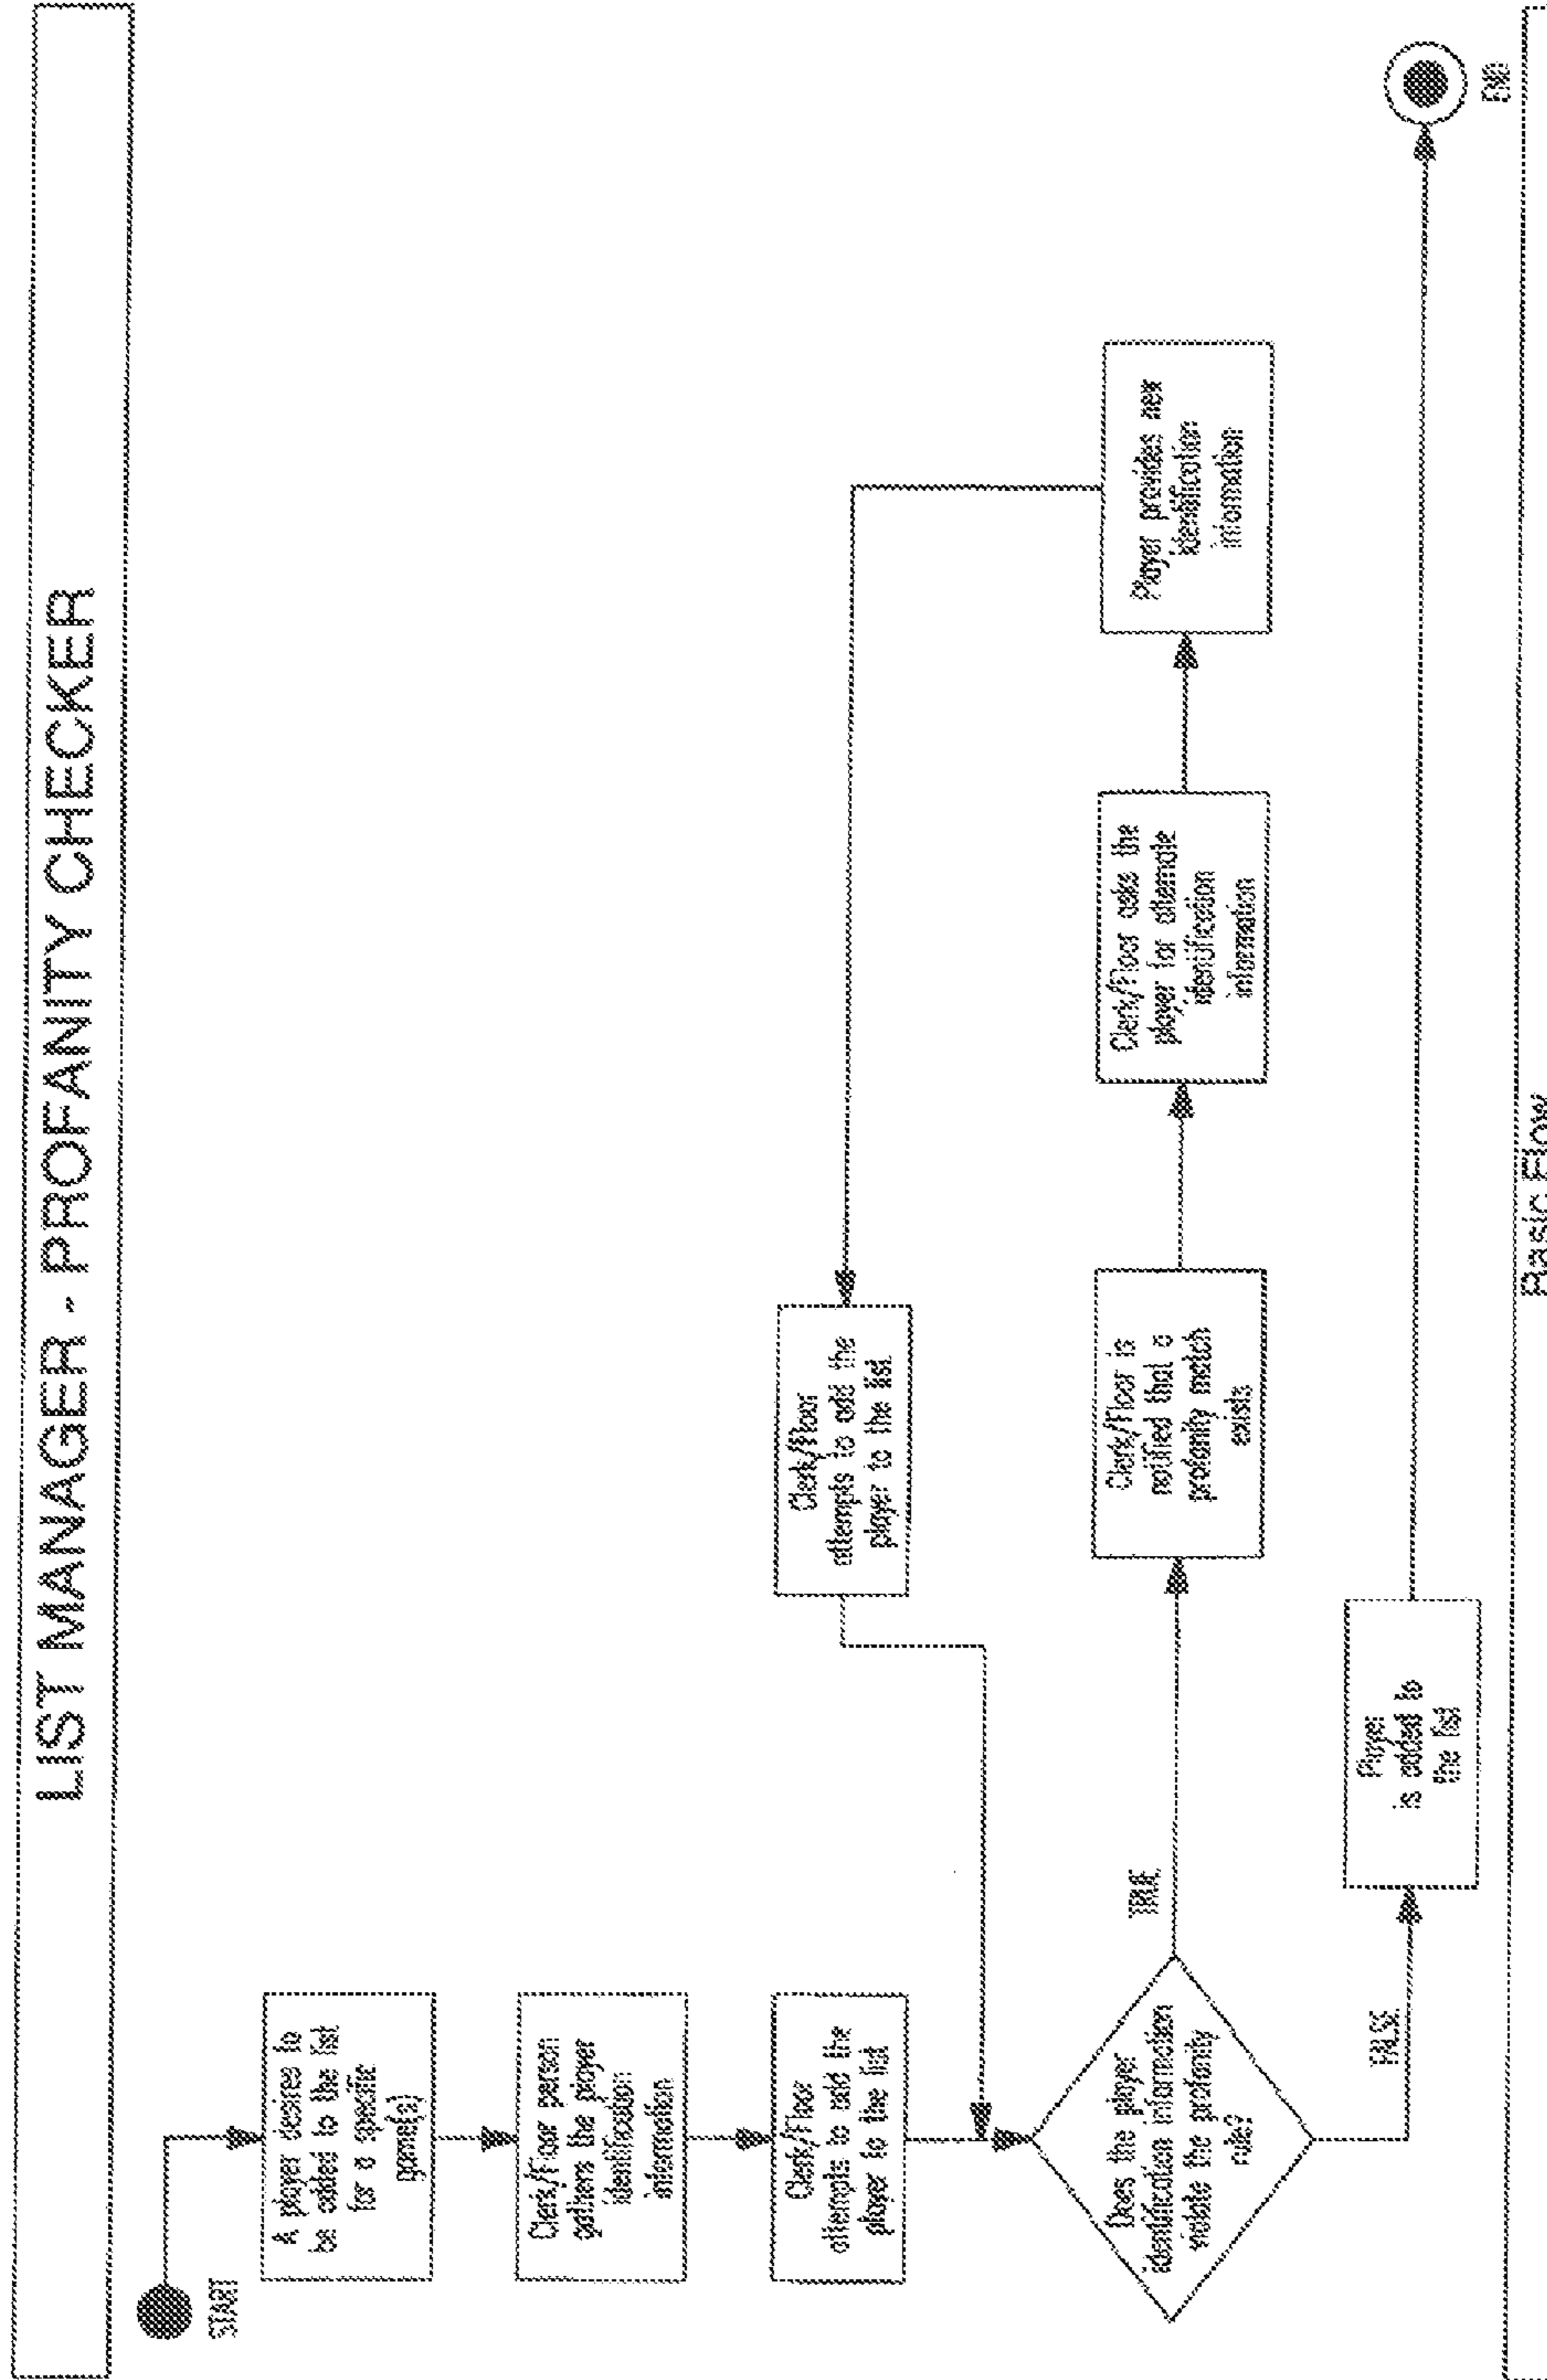 LIST MANAGER - PROFANITY CHECKER
START
A player desires to
be added to the list
for a specific
game(s)
Clerk/Floor person
gathers the player
identification
information
Clerk/Floor
attempts to add the
player to the list
Does the player
identification information
violate the profanity
rule?
TRUE
Clerk/Floor is
notified that a
profanity match
exists
Clerk/Floor asks the
player for alternate
identification
information
Player provides new
identification
information
Clerk/Floor
attempts to add the
player to the list
FALSE
Player
is added to
the list
END
Basic Flow